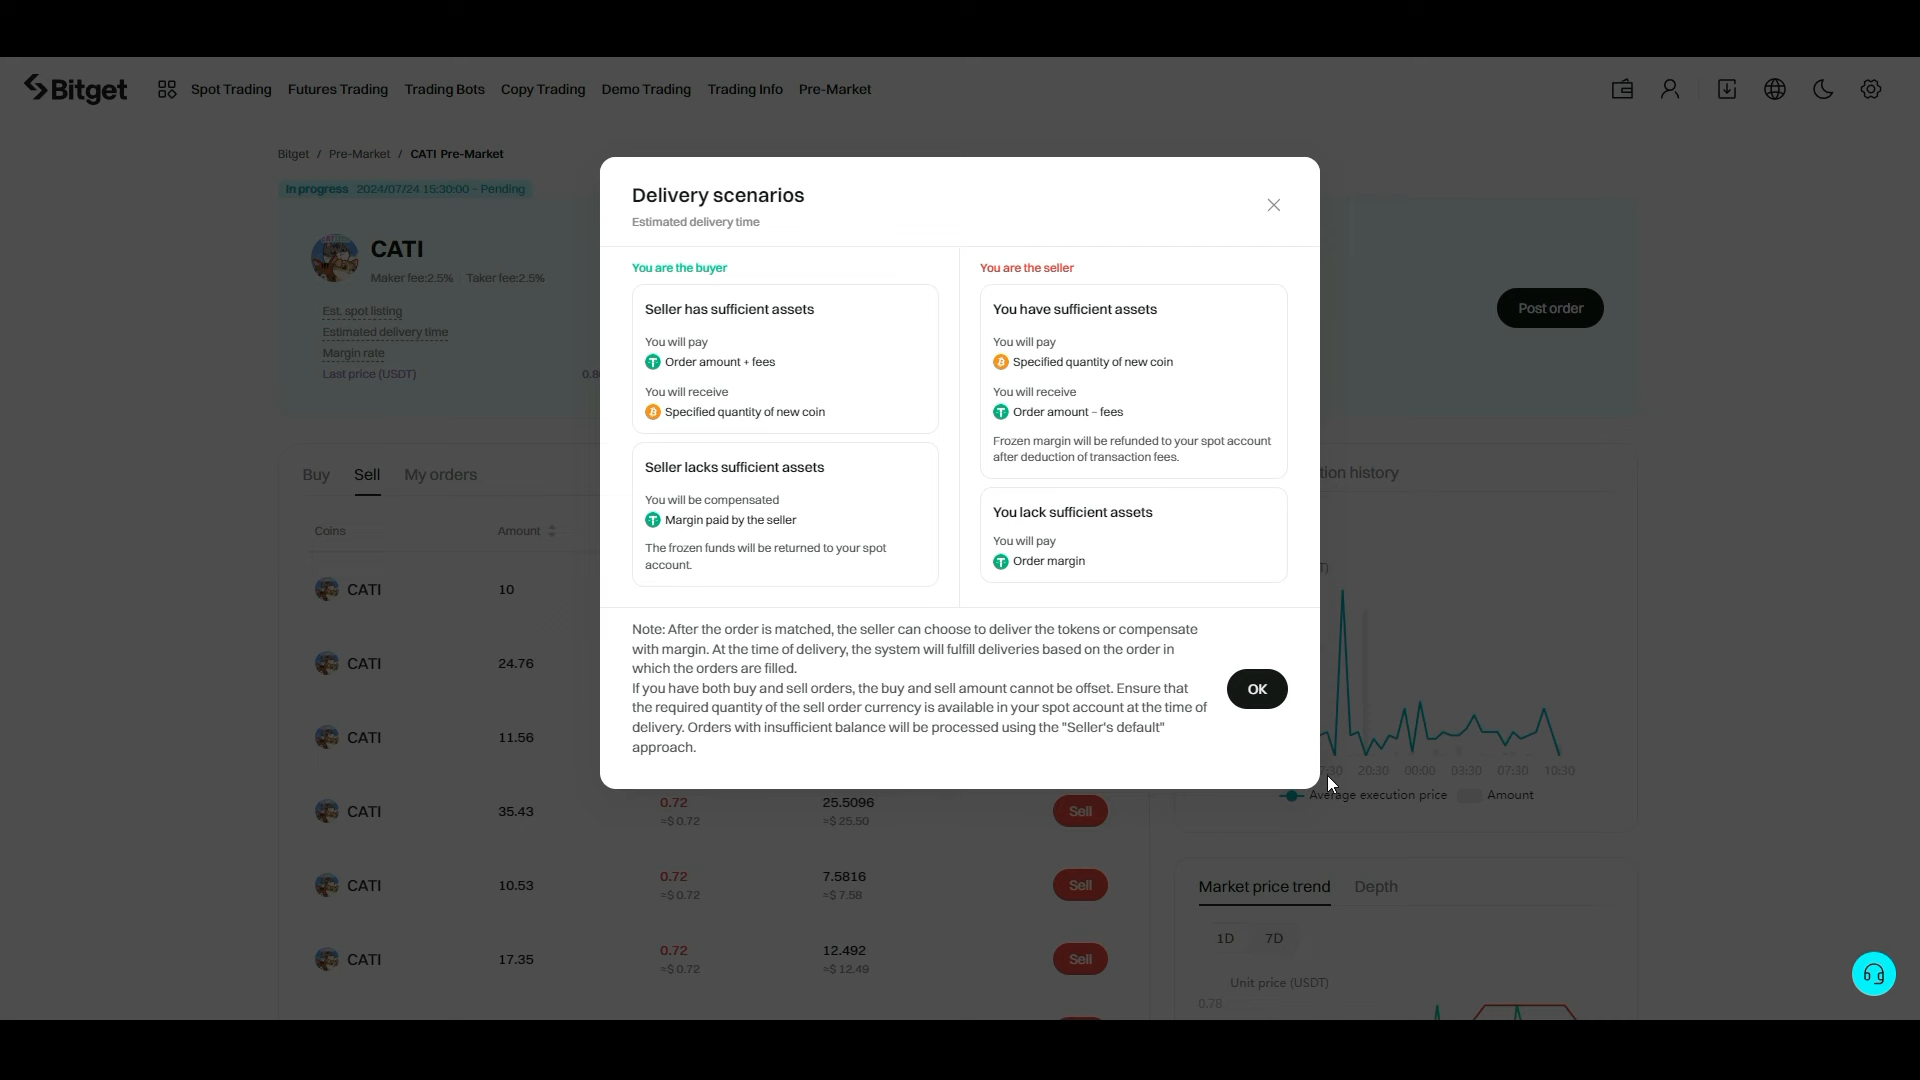 Bitget
Spot Trading
Futures Trading
Trading Bots
Copy Trading
Demo Trading
Trading Info
Pre-Market
Bitget / Pre-Market / CATI Pre-Market
In progress 2024/07/24 15:30:00 – Pending
CATI
Maker fee:2.5% Taker fee:2.5%
Est. spot listing
Estimated delivery time
Margin rate
Last price (USDT)
Post order
Delivery scenarios
Estimated delivery time
You are the buyer
Seller has sufficient assets
You will pay
Order amount + fees
You will receive
Specified quantity of new coin
Seller lacks sufficient assets
You will be compensated
Margin paid by the seller
The frozen funds will be returned to your spot
account.
You are the seller
You have sufficient assets
You will pay
Specified quantity of new coin
You will receive
Order amount – fees
Frozen margin will be refunded to your spot account
after deduction of transaction fees.
You lack sufficient assets
You will pay
Order margin
Note: After the order is matched, the seller can choose to deliver the tokens or compensate
with margin. At the time of delivery, the system will fulfill deliveries based on the order in
which the orders are filled.
If you have both buy and sell orders, the buy and sell amount cannot be offset. Ensure that
the required quantity of the sell order currency is available in your spot account at the time of
delivery. Orders with insufficient balance will be processed using the "Seller's default"
approach.
OK
Buy Sell My orders
Coins Amount
CATI 10
CATI 24.76
CATI 11.56
CATI 35.43 0.72 25.5096 Sell
≈$ 0.72 ≈$ 25.50
CATI 10.53 0.72 7.5816 Sell
≈$ 0.72 ≈$ 7.58
CATI 17.35 0.72 12.492 Sell
≈$ 0.72 ≈$ 12.49
history
20:30 00:00 03:30 07:30 10:30
Average execution price Amount
Market price trend Depth
1D 7D
Unit price (USDT)
0.78